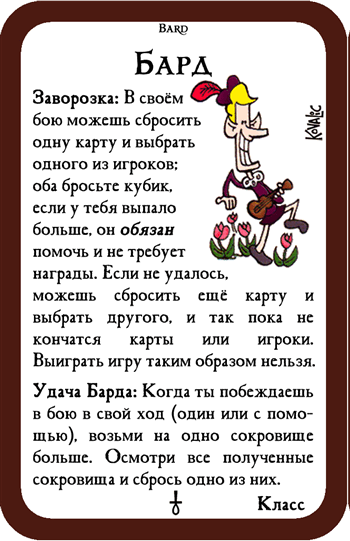 Bard
Бард
Заворозка: В своём
бою можешь сбросить
одну карту и выбрать
одного из игроков;
оба бросьте кубик,
если у тебя выпало
больше, он обязан
помочь и не требует
награды. Если не удалось,
можешь сбросить ещё карту и
выбрать другого, и так пока не
кончатся карты или игроки.
Выиграть игру таким образом нельзя.
Удача Барда: Когда ты побеждаешь
в бою в свой ход (один или с помо-
щью), возьми на одно сокровище
больше. Осмотри все полученные
сокровища и сбрось одно из них.
Класс
Kovalic